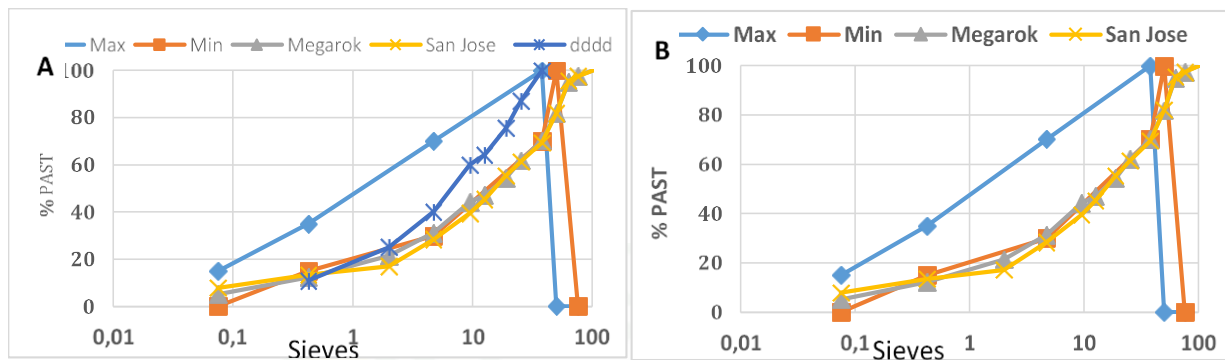 Max Min Megarok San Jose dddd
A
100
80
60
40
20
0
% PAST
0,01 0,1 1 10 100
Sieves
B
Max Min Megarok San Jose
100
80
60
40
20
0
% PAST
0,01 0,1 1 10 100
Sieves